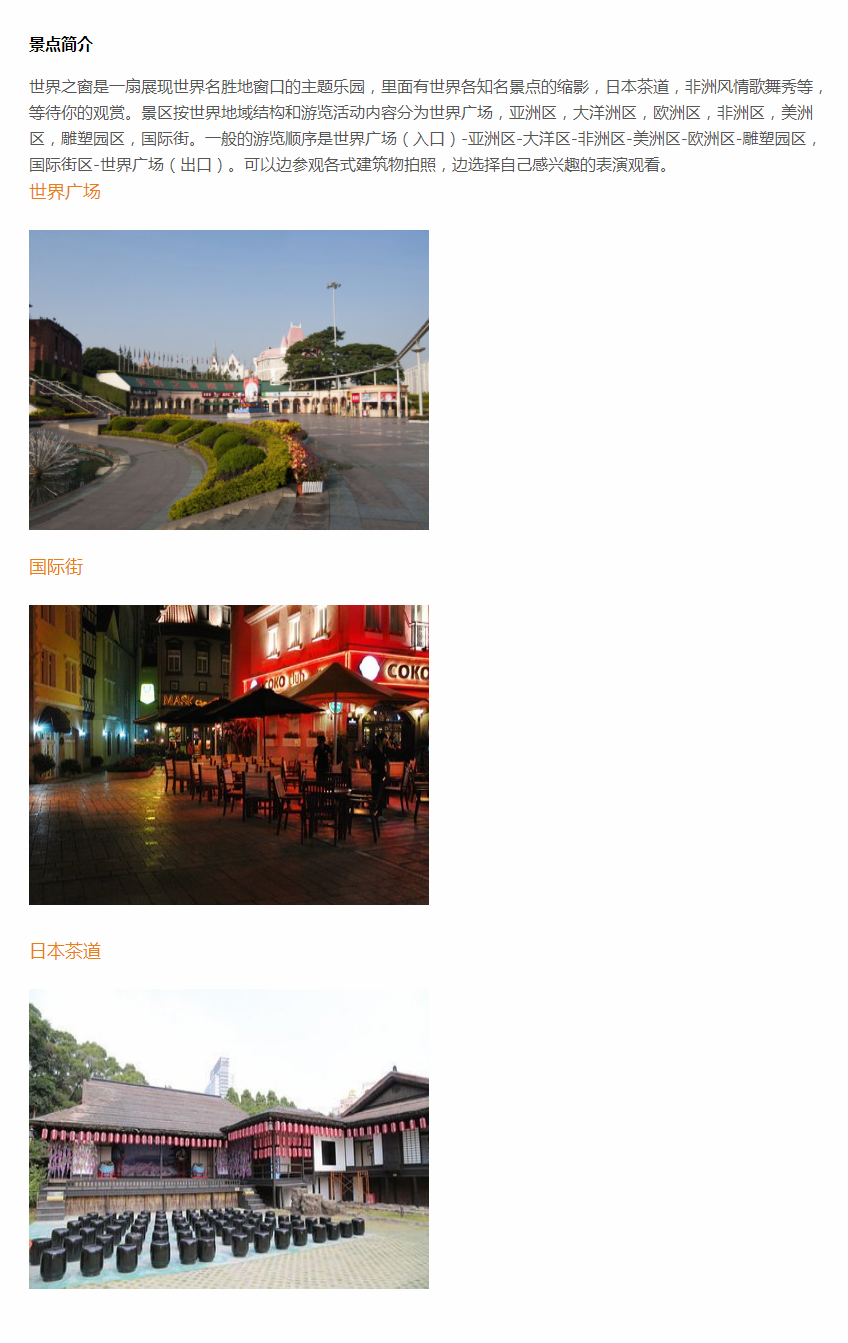 景点简介
世界之窗是一扇展现世界名胜地窗口的主题乐园，里面有世界各知名景点的缩影，日本茶道，非洲风情歌舞秀等，
等待你的观赏。景区按世界地域结构和游览活动内容分为世界广场，亚洲区，大洋洲区，欧洲区，非洲区，美洲
区，雕塑园区，国际街。一般的游览顺序是世界广场（入口）-亚洲区-大洋区-非洲区-美洲区-欧洲区-雕塑园区，
国际街区-世界广场（出口）。可以边参观各式建筑物拍照，边选择自己感兴趣的表演观看。
世界广场
国际街
COKO club
COKO
MASK
日本茶道